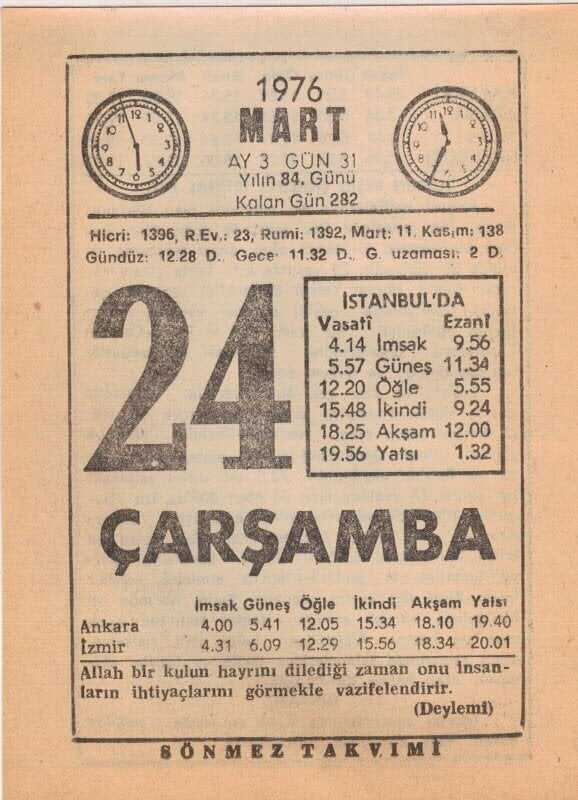 1976
MART
AY 3 GÜN 31
Yılın 84. Günü
Kalan Gün 282
Hicri: 1396, R.Ev.: 23, Rumi: 1392, Mart: 11. Kasım: 138
Gündüz: 12.28 D. Gece 11.32 D., G. uzaması: 2 D.
24
İSTANBUL'DA
Vasatî Ezanî
4.14 İmsak 9.56
5.57 Güneş 11.34
12.20 Öğle 5.55
15.48 İkindi 9.24
18.25 Akşam 12.00
19.56 Yatsı 1.32
ÇARŞAMBA
İmsak Güneş Öğle İkindi Akşam Yatsı
Ankara 4.00 5.41 12.05 15.34 18.10 19.40
İzmir 4.31 6.09 12.29 15.56 18.34 20.01
Allah bir kulun hayrını dilediği zaman onu insan-
ların ihtiyaçlarını görmekle vazifelendirir.
(Deylemî)
SÖNMEZ TAKVİMİ